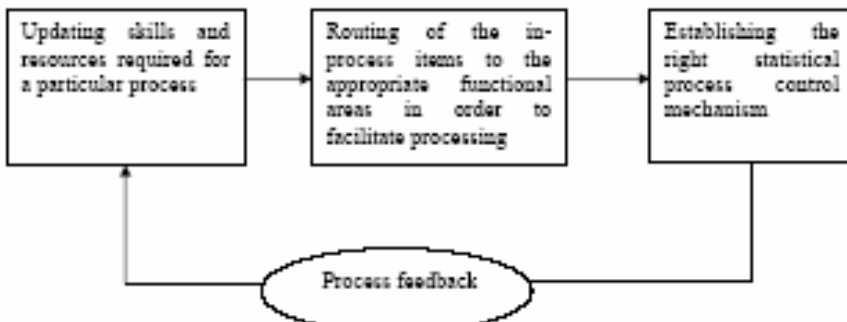 Updating skills and
resources required for
a particular process
Routing of the in-
process items to the
appropriate functional
areas in order to
facilitate processing
Establishing the
right statistical
process control
mechanism
Process feedback